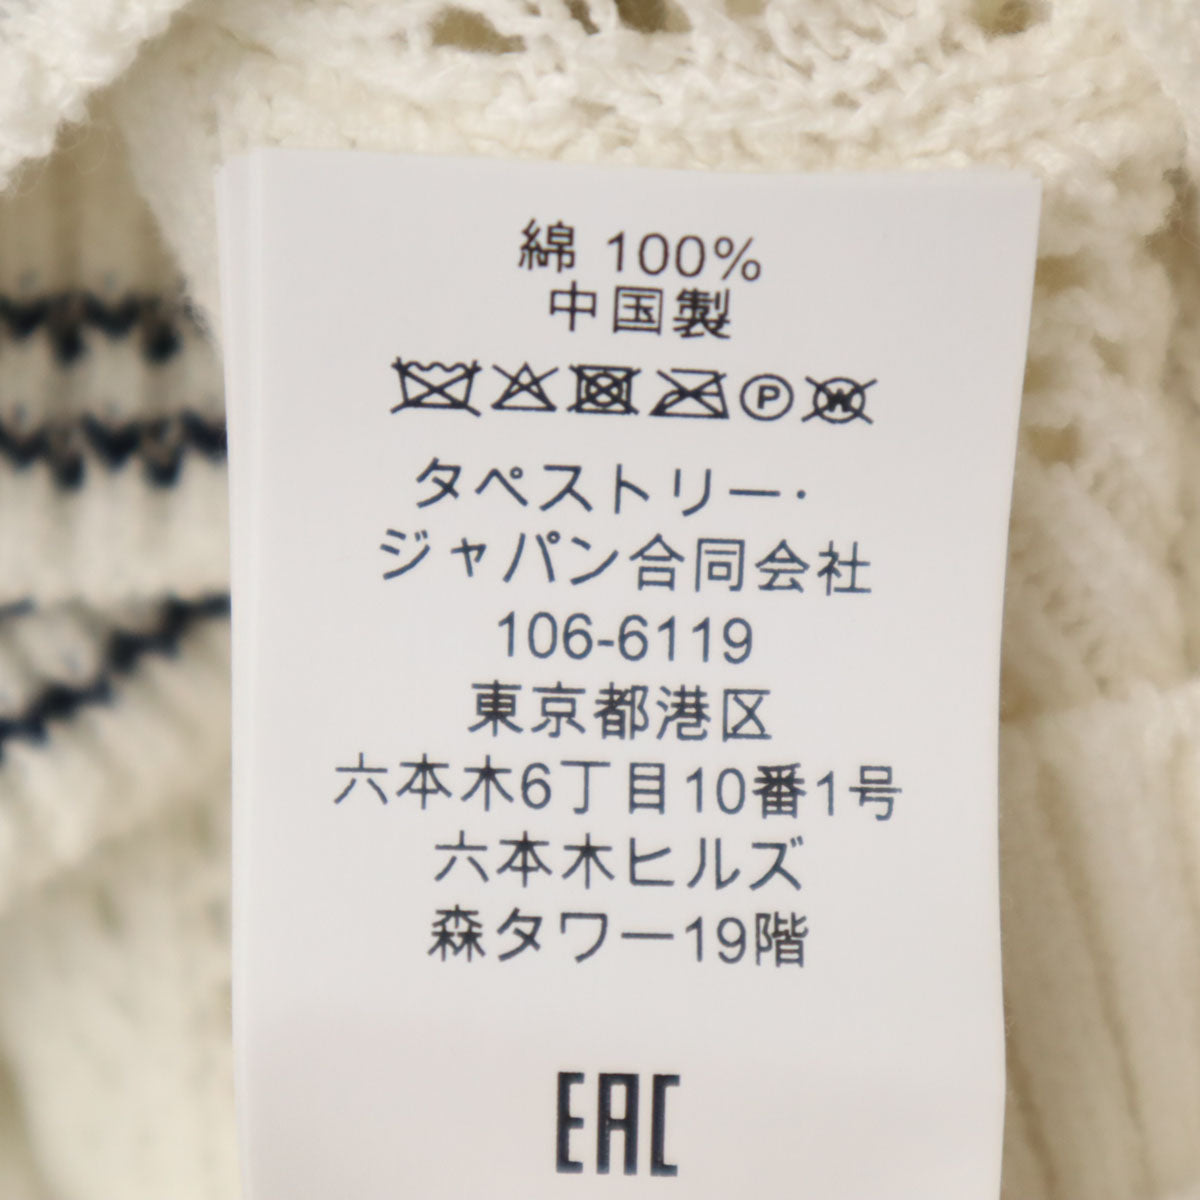 綿 100%
中国製
P W
タペストリー・
ジャパン合同会社
106-6119
東京都港区
六本木6丁目10番1号
六本木ヒルズ
森タワー19階
EAC